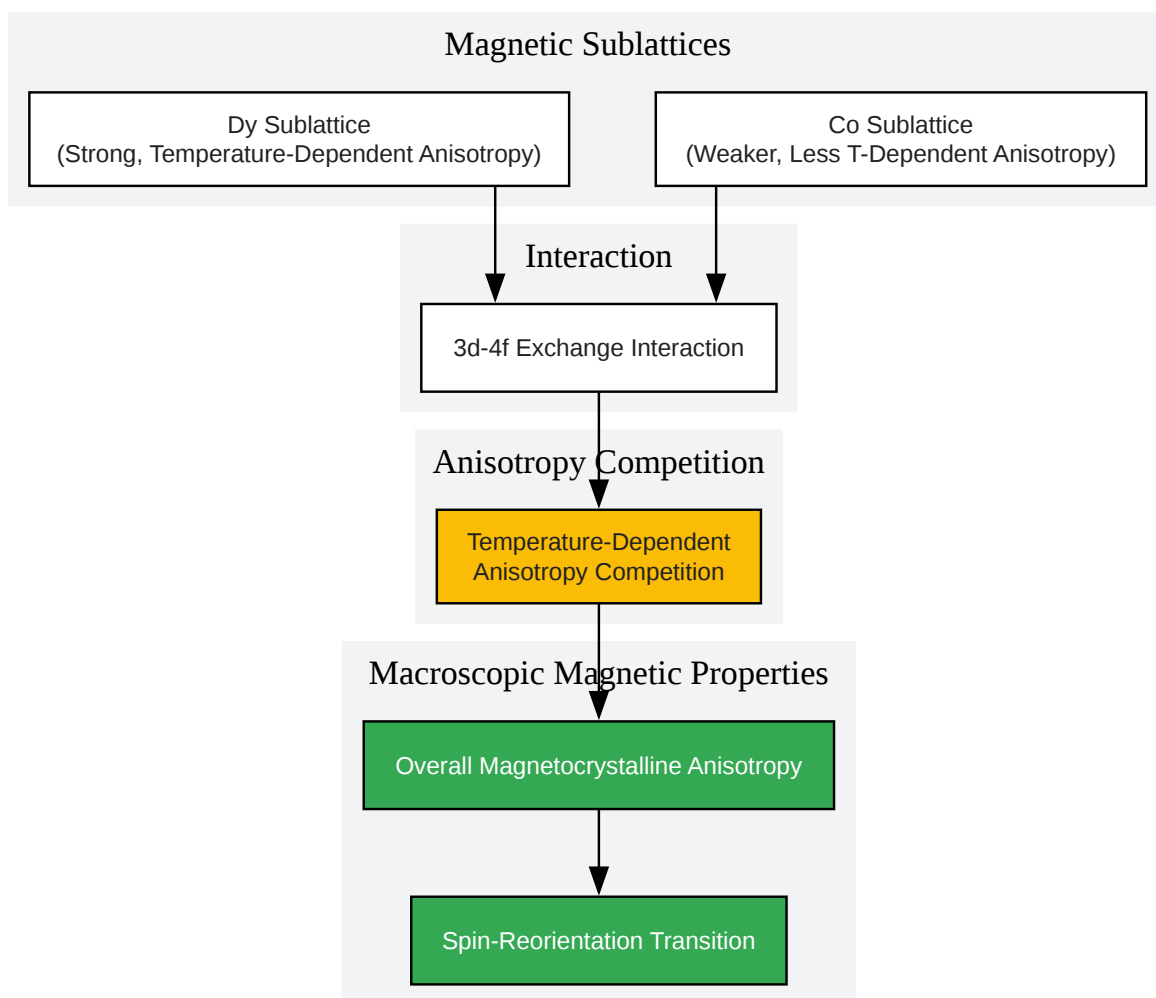 Magnetic Sublattices
Dy Sublattice
(Strong, Temperature-Dependent Anisotropy)
Co Sublattice
(Weaker, Less T-Dependent Anisotropy)
Interaction
3d-4f Exchange Interaction
Anisotropy Competition
Temperature-Dependent
Anisotropy Competition
Macroscopic Magnetic Properties
Overall Magnetocrystalline Anisotropy
Spin-Reorientation Transition